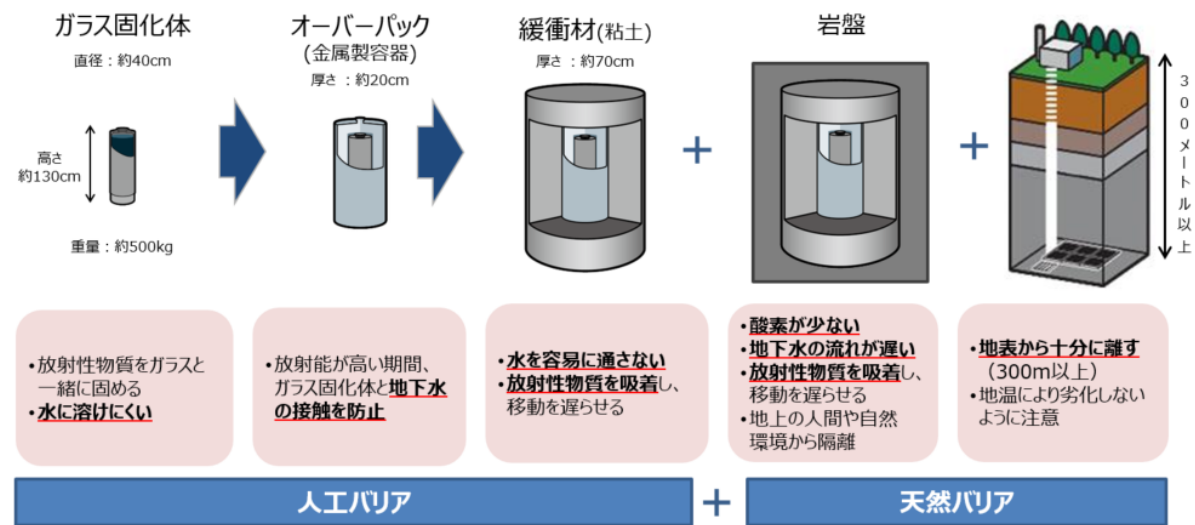 ガラス固化体
直径：約40cm
高さ
約130cm
重量：約500kg
オーバーパック
(金属製容器)
厚さ：約20cm
緩衝材(粘土)
厚さ：約70cm
+
岩盤
+
300メートル以上
•放射性物質をガラスと
一緒に固める
•水に溶けにくい
•放射能が高い期間、
ガラス固化体と地下水
の接触を防止
•水を容易に通さない
•放射性物質を吸着し、
移動を遅らせる
•酸素が少ない
•地下水の流れが遅い
•放射性物質を吸着し、
移動を遅らせる
•地上の人間や自然
環境から隔離
•地表から十分に離す
（300m以上）
•地温により劣化しない
ように注意
人工バリア
+
天然バリア